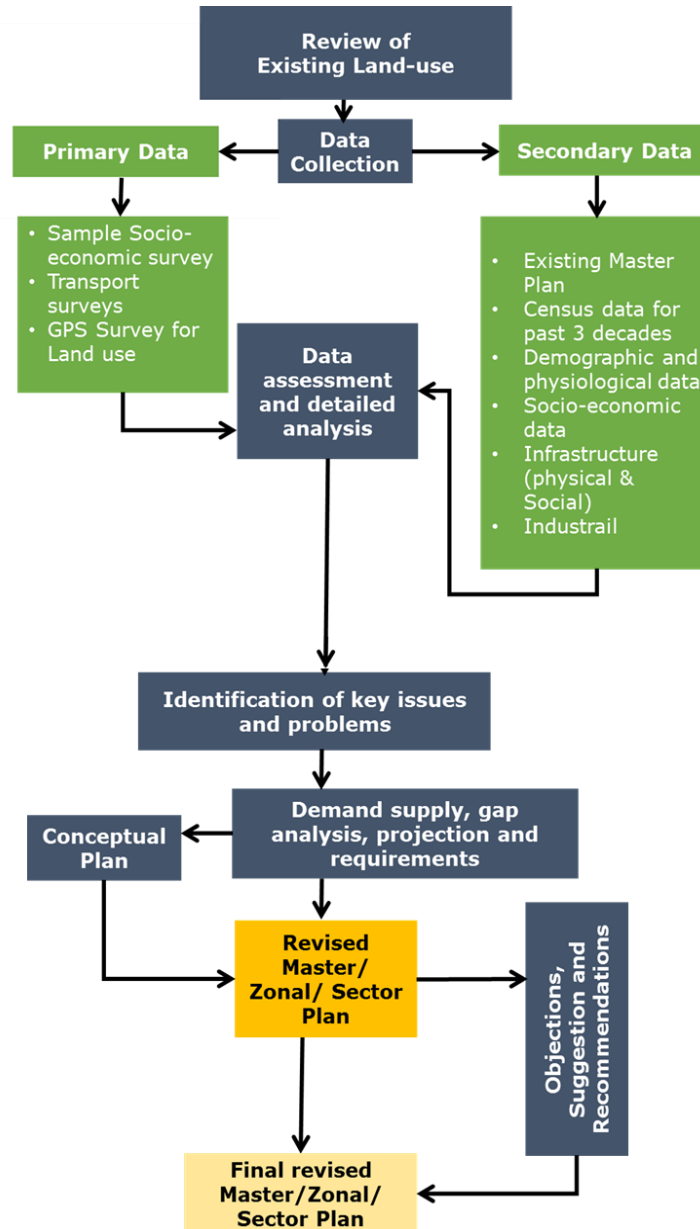 Review of
Existing Land-use
Data
Collection
Primary Data
Secondary Data
• Sample Socio-
economic survey
• Transport
surveys
• GPS Survey for
Land use
• Existing Master
Plan
• Census data for
past 3 decades
• Demographic and
physiological data
• Socio-economic
data
• Infrastructure
(physical &
Social)
• Industrail
Data
assessment
and detailed
analysis
Identification of key issues
and problems
Demand supply, gap
analysis, projection and
requirements
Conceptual
Plan
Revised
Master/
Zonal/ Sector
Plan
Objections,
Suggestion and
Recommendations
Final revised
Master/Zonal/
Sector Plan